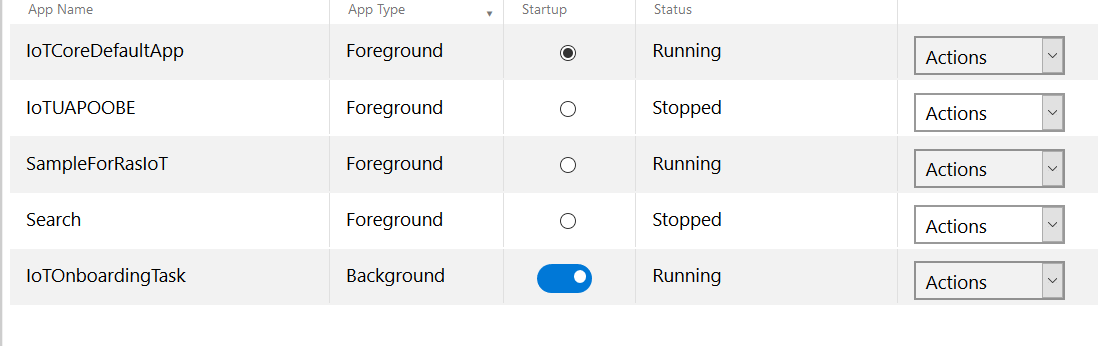 App Name App Type Startup Status
IoTCoreDefaultApp Foreground Running Actions
IoTUAPOOBE Foreground Stopped Actions
SampleForRasIoT Foreground Running Actions
Search Foreground Stopped Actions
IoTOnboardingTask Background Running Actions